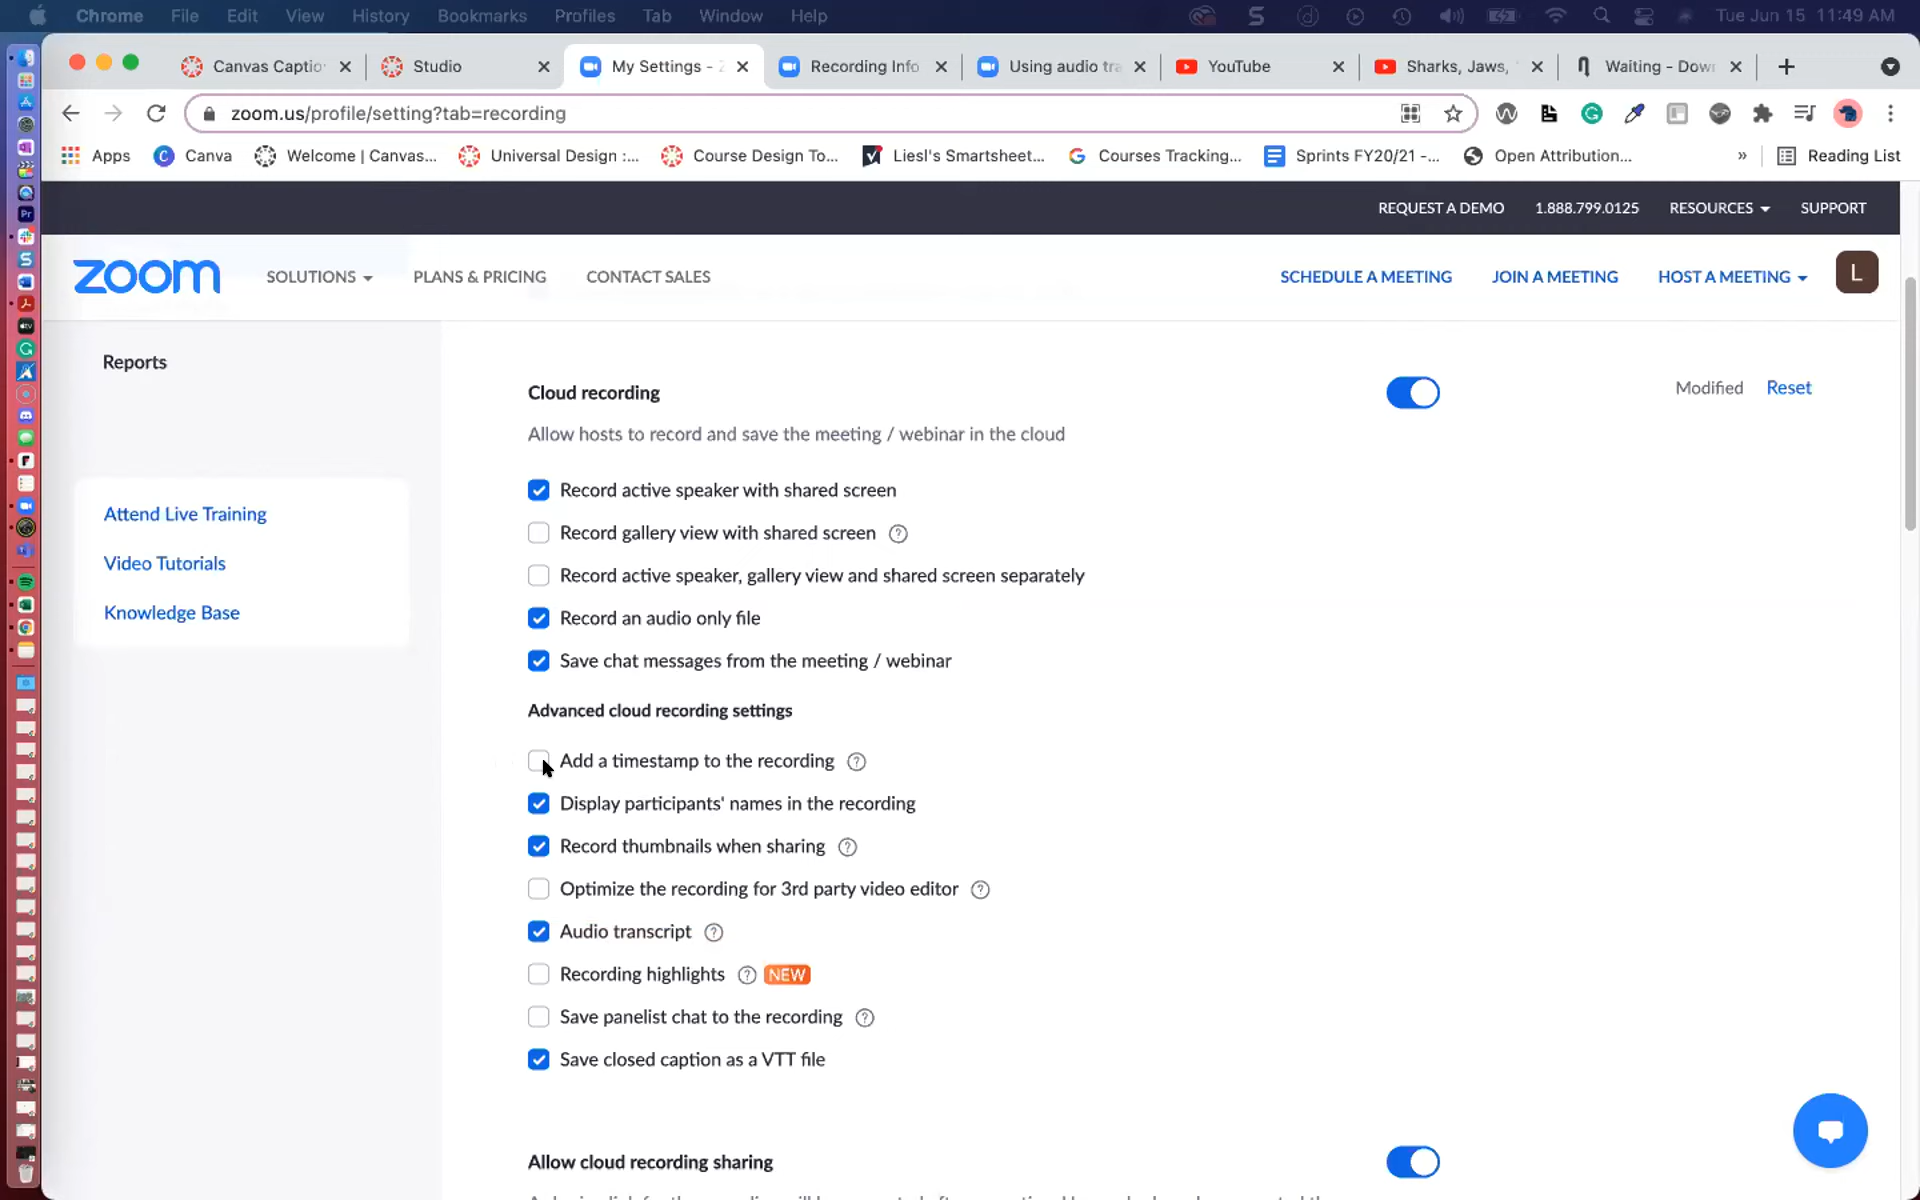 Chrome File Edit View History Bookmarks Profiles Tab Window Help Tue Jun 15 11:49 AM
Canvas Captio Studio My Settings - Recording Info Using audio tra YouTube Sharks, Jaws, Waiting - Dow
zoom.us/profile/setting?tab=recording
Apps Canva Welcome | Canvas... Universal Design :... Course Design To... Liesl's Smartsheet... Courses Tracking,... Sprints FY20/21 -... Open Attribution... » Reading List
REQUEST A DEMO 1.888.799.0125 RESOURCES SUPPORT
zoom SOLUTIONS PLANS & PRICING CONTACT SALES SCHEDULE A MEETING JOIN A MEETING HOST A MEETING L
Reports
Attend Live Training
Video Tutorials
Knowledge Base
Cloud recording Modified Reset
Allow hosts to record and save the meeting / webinar in the cloud
Record active speaker with shared screen
Record gallery view with shared screen ?
Record active speaker, gallery view and shared screen separately
Record an audio only file
Save chat messages from the meeting / webinar
Advanced cloud recording settings
Add a timestamp to the recording ?
Display participants' names in the recording
Record thumbnails when sharing ?
Optimize the recording for 3rd party video editor ?
Audio transcript ?
Recording highlights ? NEW
Save panelist chat to the recording ?
Save closed caption as a VTT file
Allow cloud recording sharing